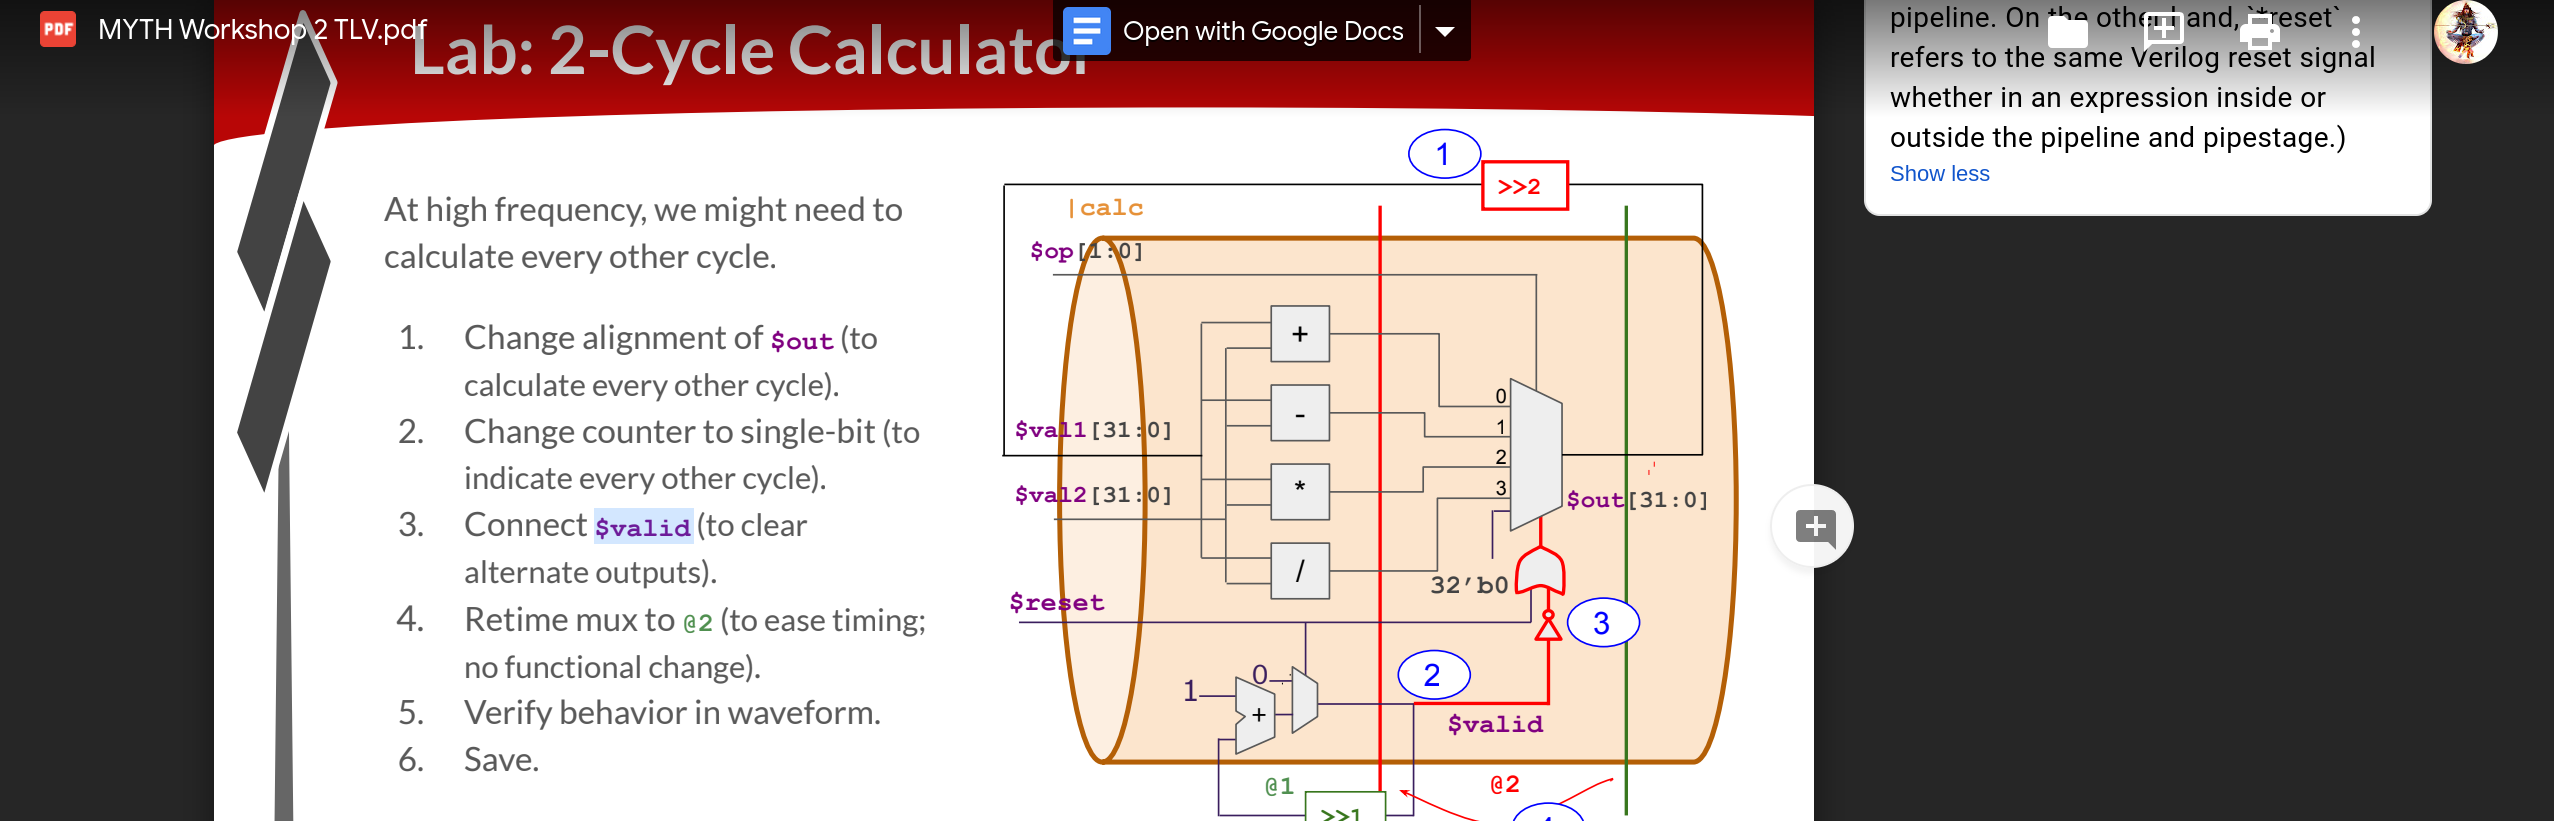 PDF MYTH Workshop 2 TLV.pdf
Open with Google Docs
Lab: 2-Cycle Calculator
At high frequency, we might need to
calculate every other cycle.
1. Change alignment of $out (to
calculate every other cycle).
2. Change counter to single-bit (to
indicate every other cycle).
3. Connect $valid (to clear
alternate outputs).
4. Retime mux to @2 (to ease timing;
no functional change).
5. Verify behavior in waveform.
6. Save.
1
>>2
|calc
$op[1:0]
+
-
*
/
0
1
2
3
$val1[31:0]
$val2[31:0]
$out[31:0]
32'b0
$reset
3
2
0
1
+
$valid
@1
@2
>>1
pipeline. On the other hand, `*reset`
refers to the same Verilog reset signal
whether in an expression inside or
outside the pipeline and pipestage.)
Show less